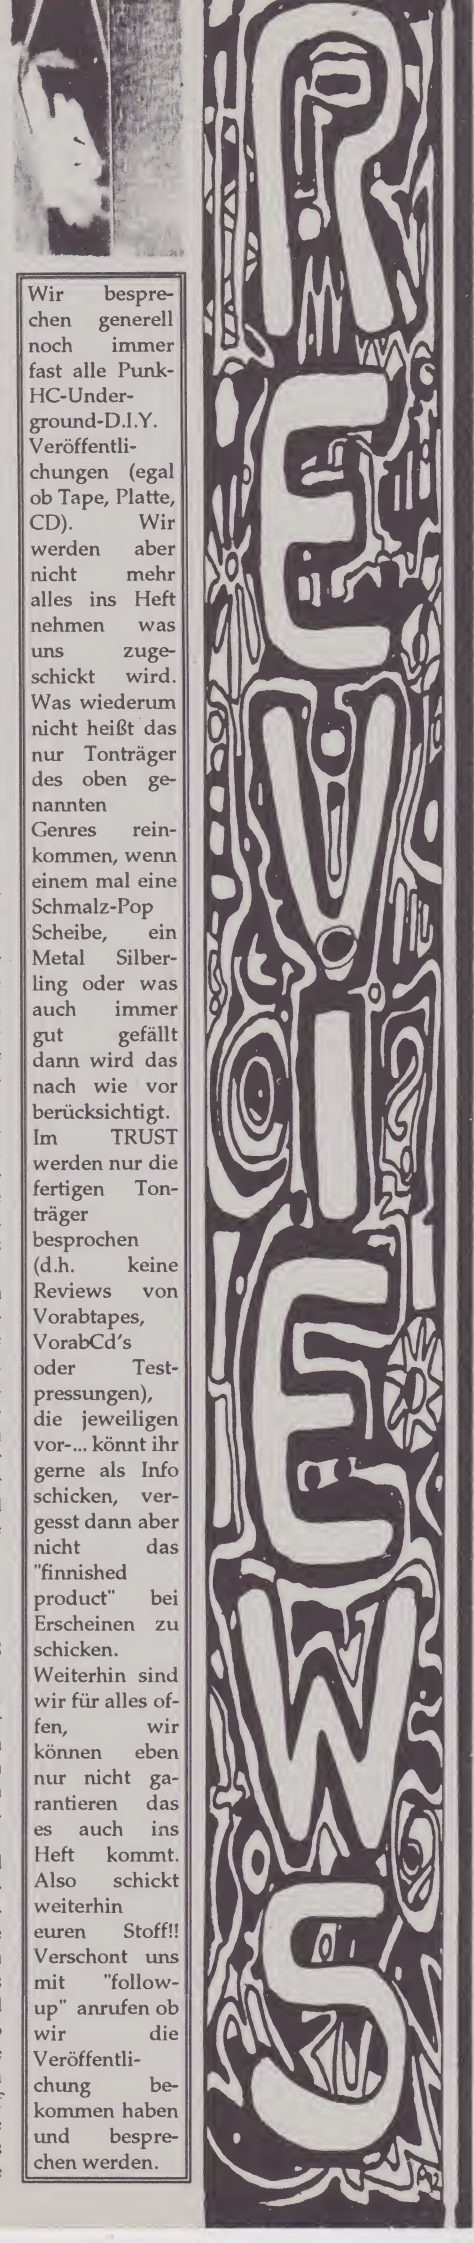 Wir bespre-
chen generell
noch immer
fast alle Punk-
HC-Under-
ground-D.I.Y.
Veröffentli-
chungen (egal
ob Tape, Platte,
CD). Wir
werden aber
nicht mehr
alles ins Heft
nehmen was
uns zuge-
schickt wird.
Was wiederum
nicht heißt das
nur Tonträger
des oben ge-
nannten
Genres rein-
kommen, wenn
einem mal eine
Schmalz-Pop
Scheibe, ein
Metal Silber-
ling oder was
auch immer
gut gefällt
dann wird das
nach wie vor
berücksichtigt.
Im TRUST
werden nur die
fertigen Ton-
träger
besprochen
(d.h. keine
Reviews von
Vorabtapes,
VorabCd's
oder Test-
pressungen),
die jeweiligen
vor-... könnt ihr
gerne als Info
schicken, ver-
gesst dann aber
nicht das
"finnished
product" bei
Erscheinen zu
schicken.
Weiterhin sind
wir für alles of-
fen, wir
können eben
nur nicht ga-
rantieren das
es auch ins
Heft kommt.
Also schickt
weiterhin
euren Stoff!!
Verschont uns
mit "follow-
up" anrufen ob
wir die
Veröffentli-
chung be-
kommen haben
und bespre-
chen werden.
REVIEWS